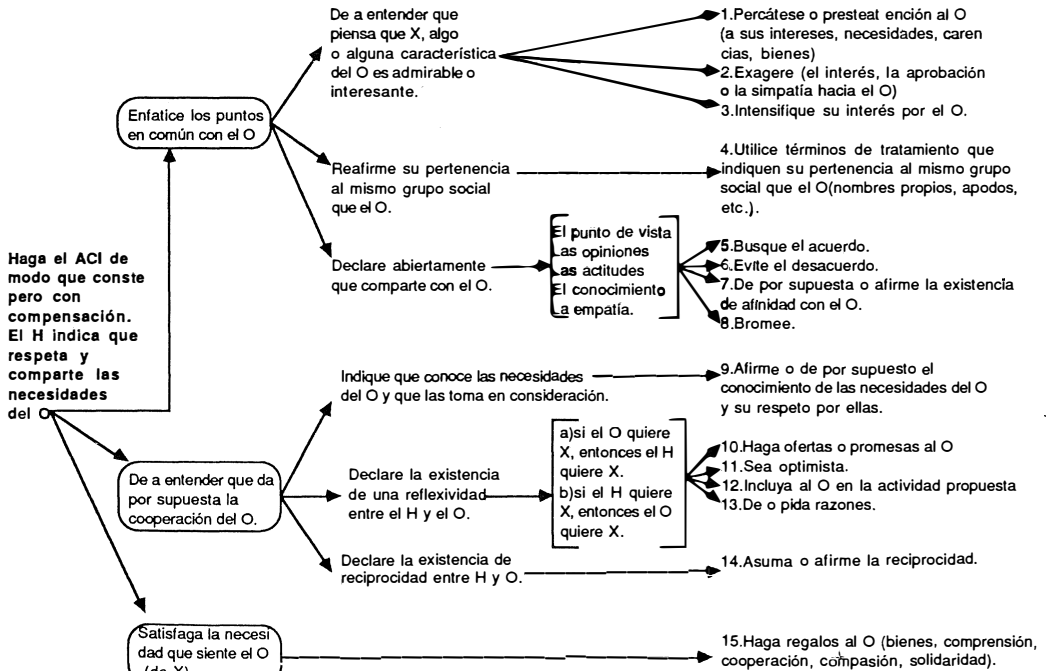 De a entender que
piensa que X, algo
o alguna característica
del O es admirable o
interesante.
1.Percátese o presteat ención al O
(a sus intereses, necesidades, caren
cias, bienes)
2.Exagere (el interés, la aprobación
o la simpatía hacia el O)
3.Intensifique su interés por el O.
Enfatice los puntos
en común con el O
Reafirme su pertenencia
al mismo grupo social
que el O.
4.Utilice términos de tratamiento que
indiquen su pertenencia al mismo grupo
social que el O(nombres propios, apodos,
etc.).
Declare abiertamente
que comparte con el O.
El punto de vista
Las opiniones
Las actitudes
El conocimiento
La empatía.
5.Busque el acuerdo.
6.Evite el desacuerdo.
7.De por supuesta o afirme la existencia
de afinidad con el O.
8.Bromee.
Haga el ACI de
modo que conste
pero con
compensación.
El H indica que
respeta y
comparte las
necesidades
del O
Indique que conoce las necesidades
del O y que las toma en consideración.
9.Afirme o de por supuesto el
conocimiento de las necesidades del O
y su respeto por ellas.
De a entender que da
por supuesta la
cooperación del O.
Declare la existencia
de una reflexividad
entre el H y el O.
a)si el O quiere
X, entonces el H
quiere X.
b)si el H quiere
X, entonces el O
quiere X.
10.Haga ofertas o promesas al O
11.Sea optimista.
12.Incluya al O en la actividad propuesta
13.De o pida razones.
Declare la existencia de
reciprocidad entre H y O.
14.Asuma o afirme la reciprocidad.
Satisfaga la necesi
dad que siente el O
(de X)
15.Haga regalos al O (bienes, comprensión,
cooperación, compasión, solidaridad).